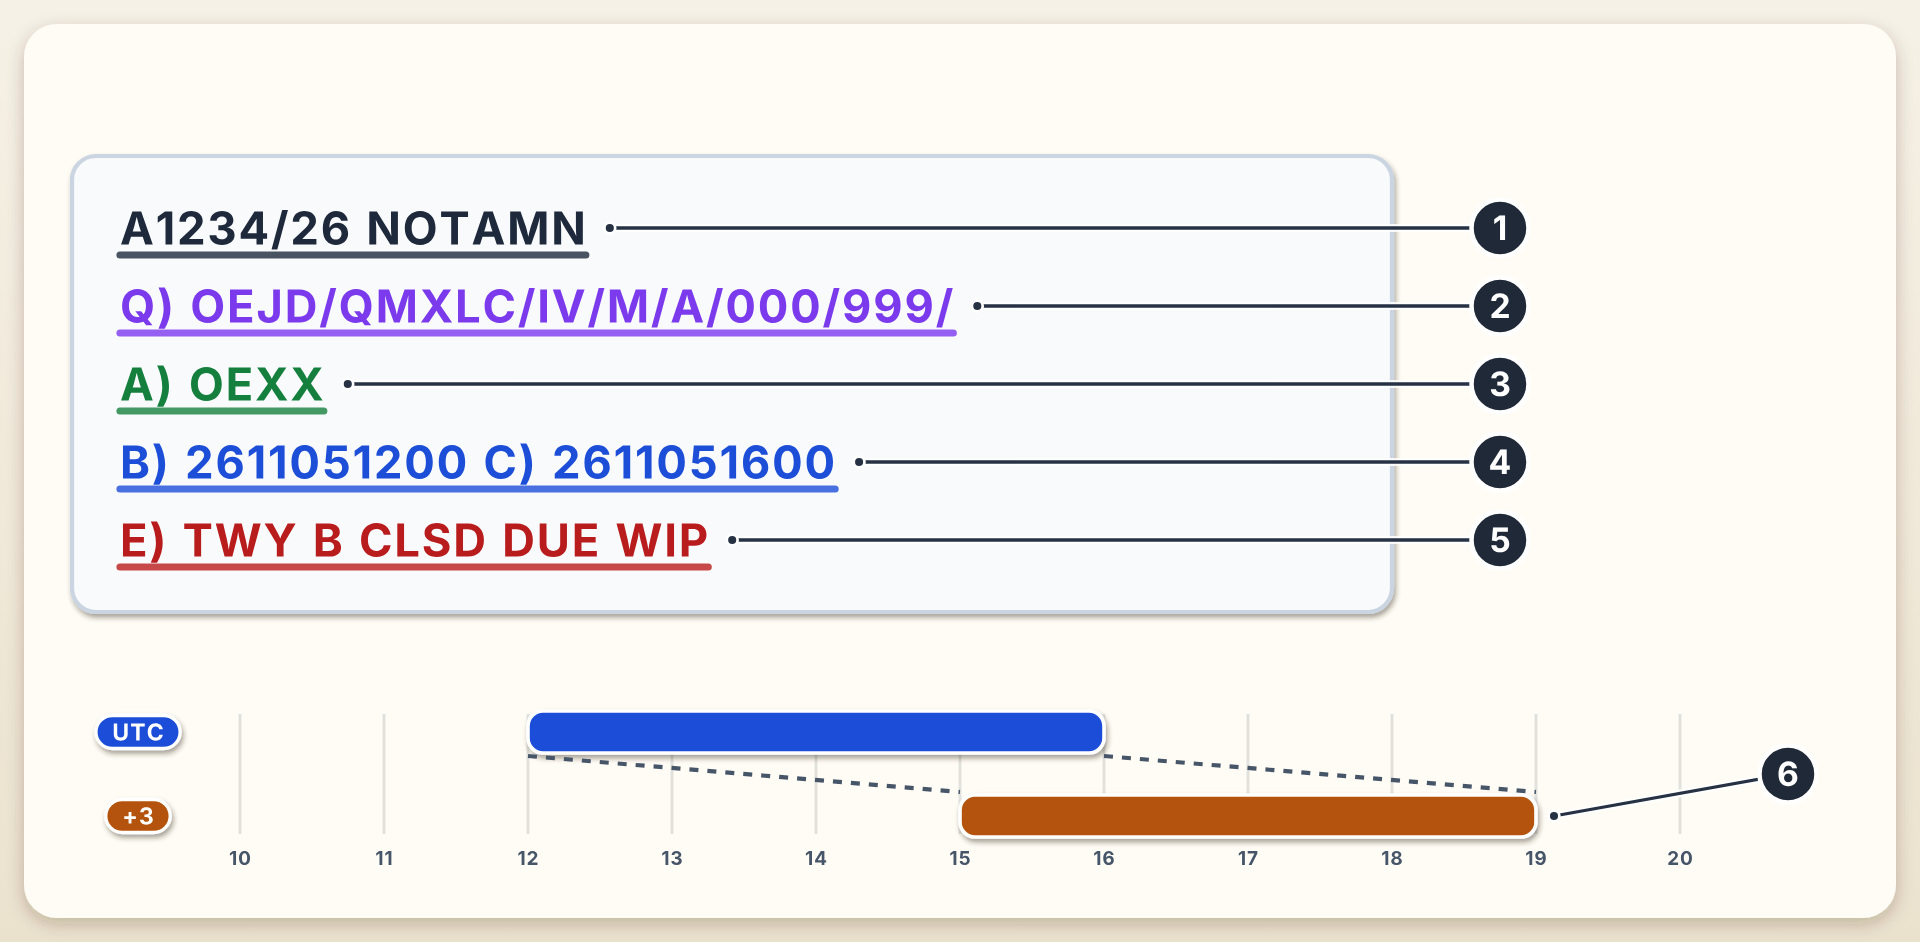 A1234/26 NOTAMN
1
Q) OEJD/QMXLC/IV/M/A/000/999/
2
A) OEXX
3
B) 2611051200 C) 2611051600
4
E) TWY B CLSD DUE WIP
5
UTC
6
+3
10 11 12 13 14 15 16 17 18 19 20